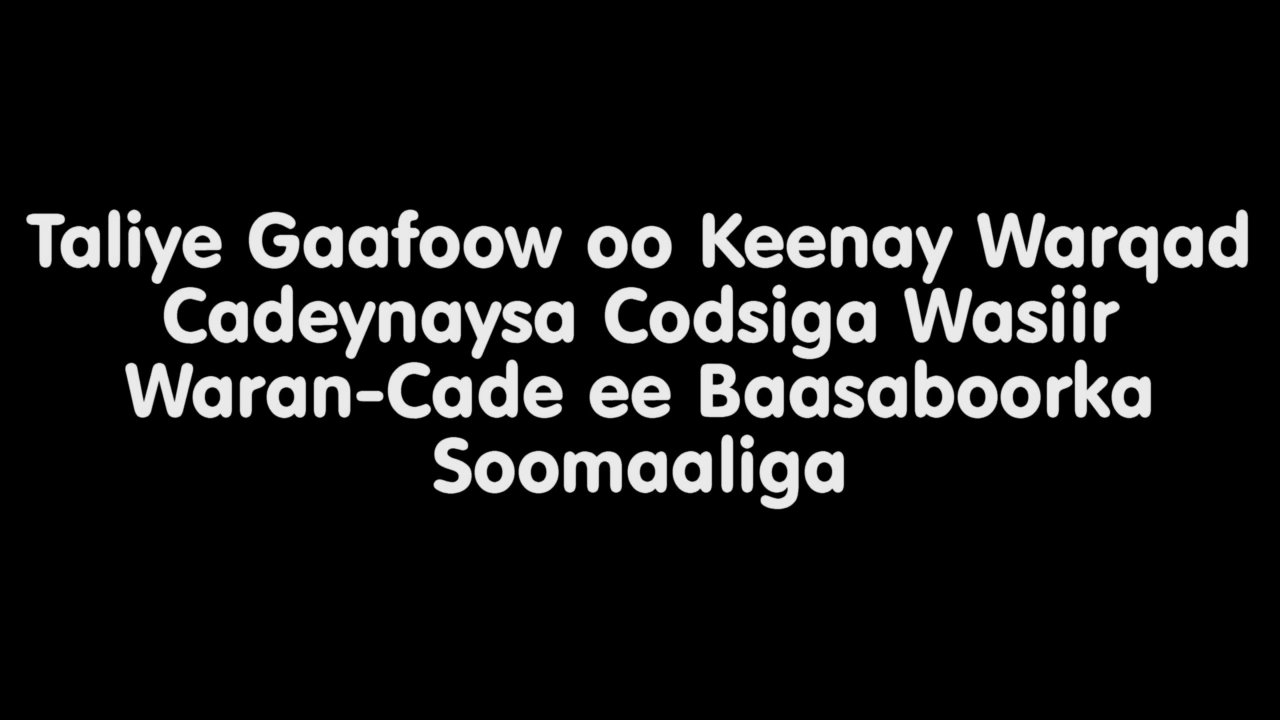 Taliye Gaafoow oo Keenay Warqad
Cadeynaysa Codsiga Wasiir
Waran-Cade ee Baasaboorka
Soomaaliga